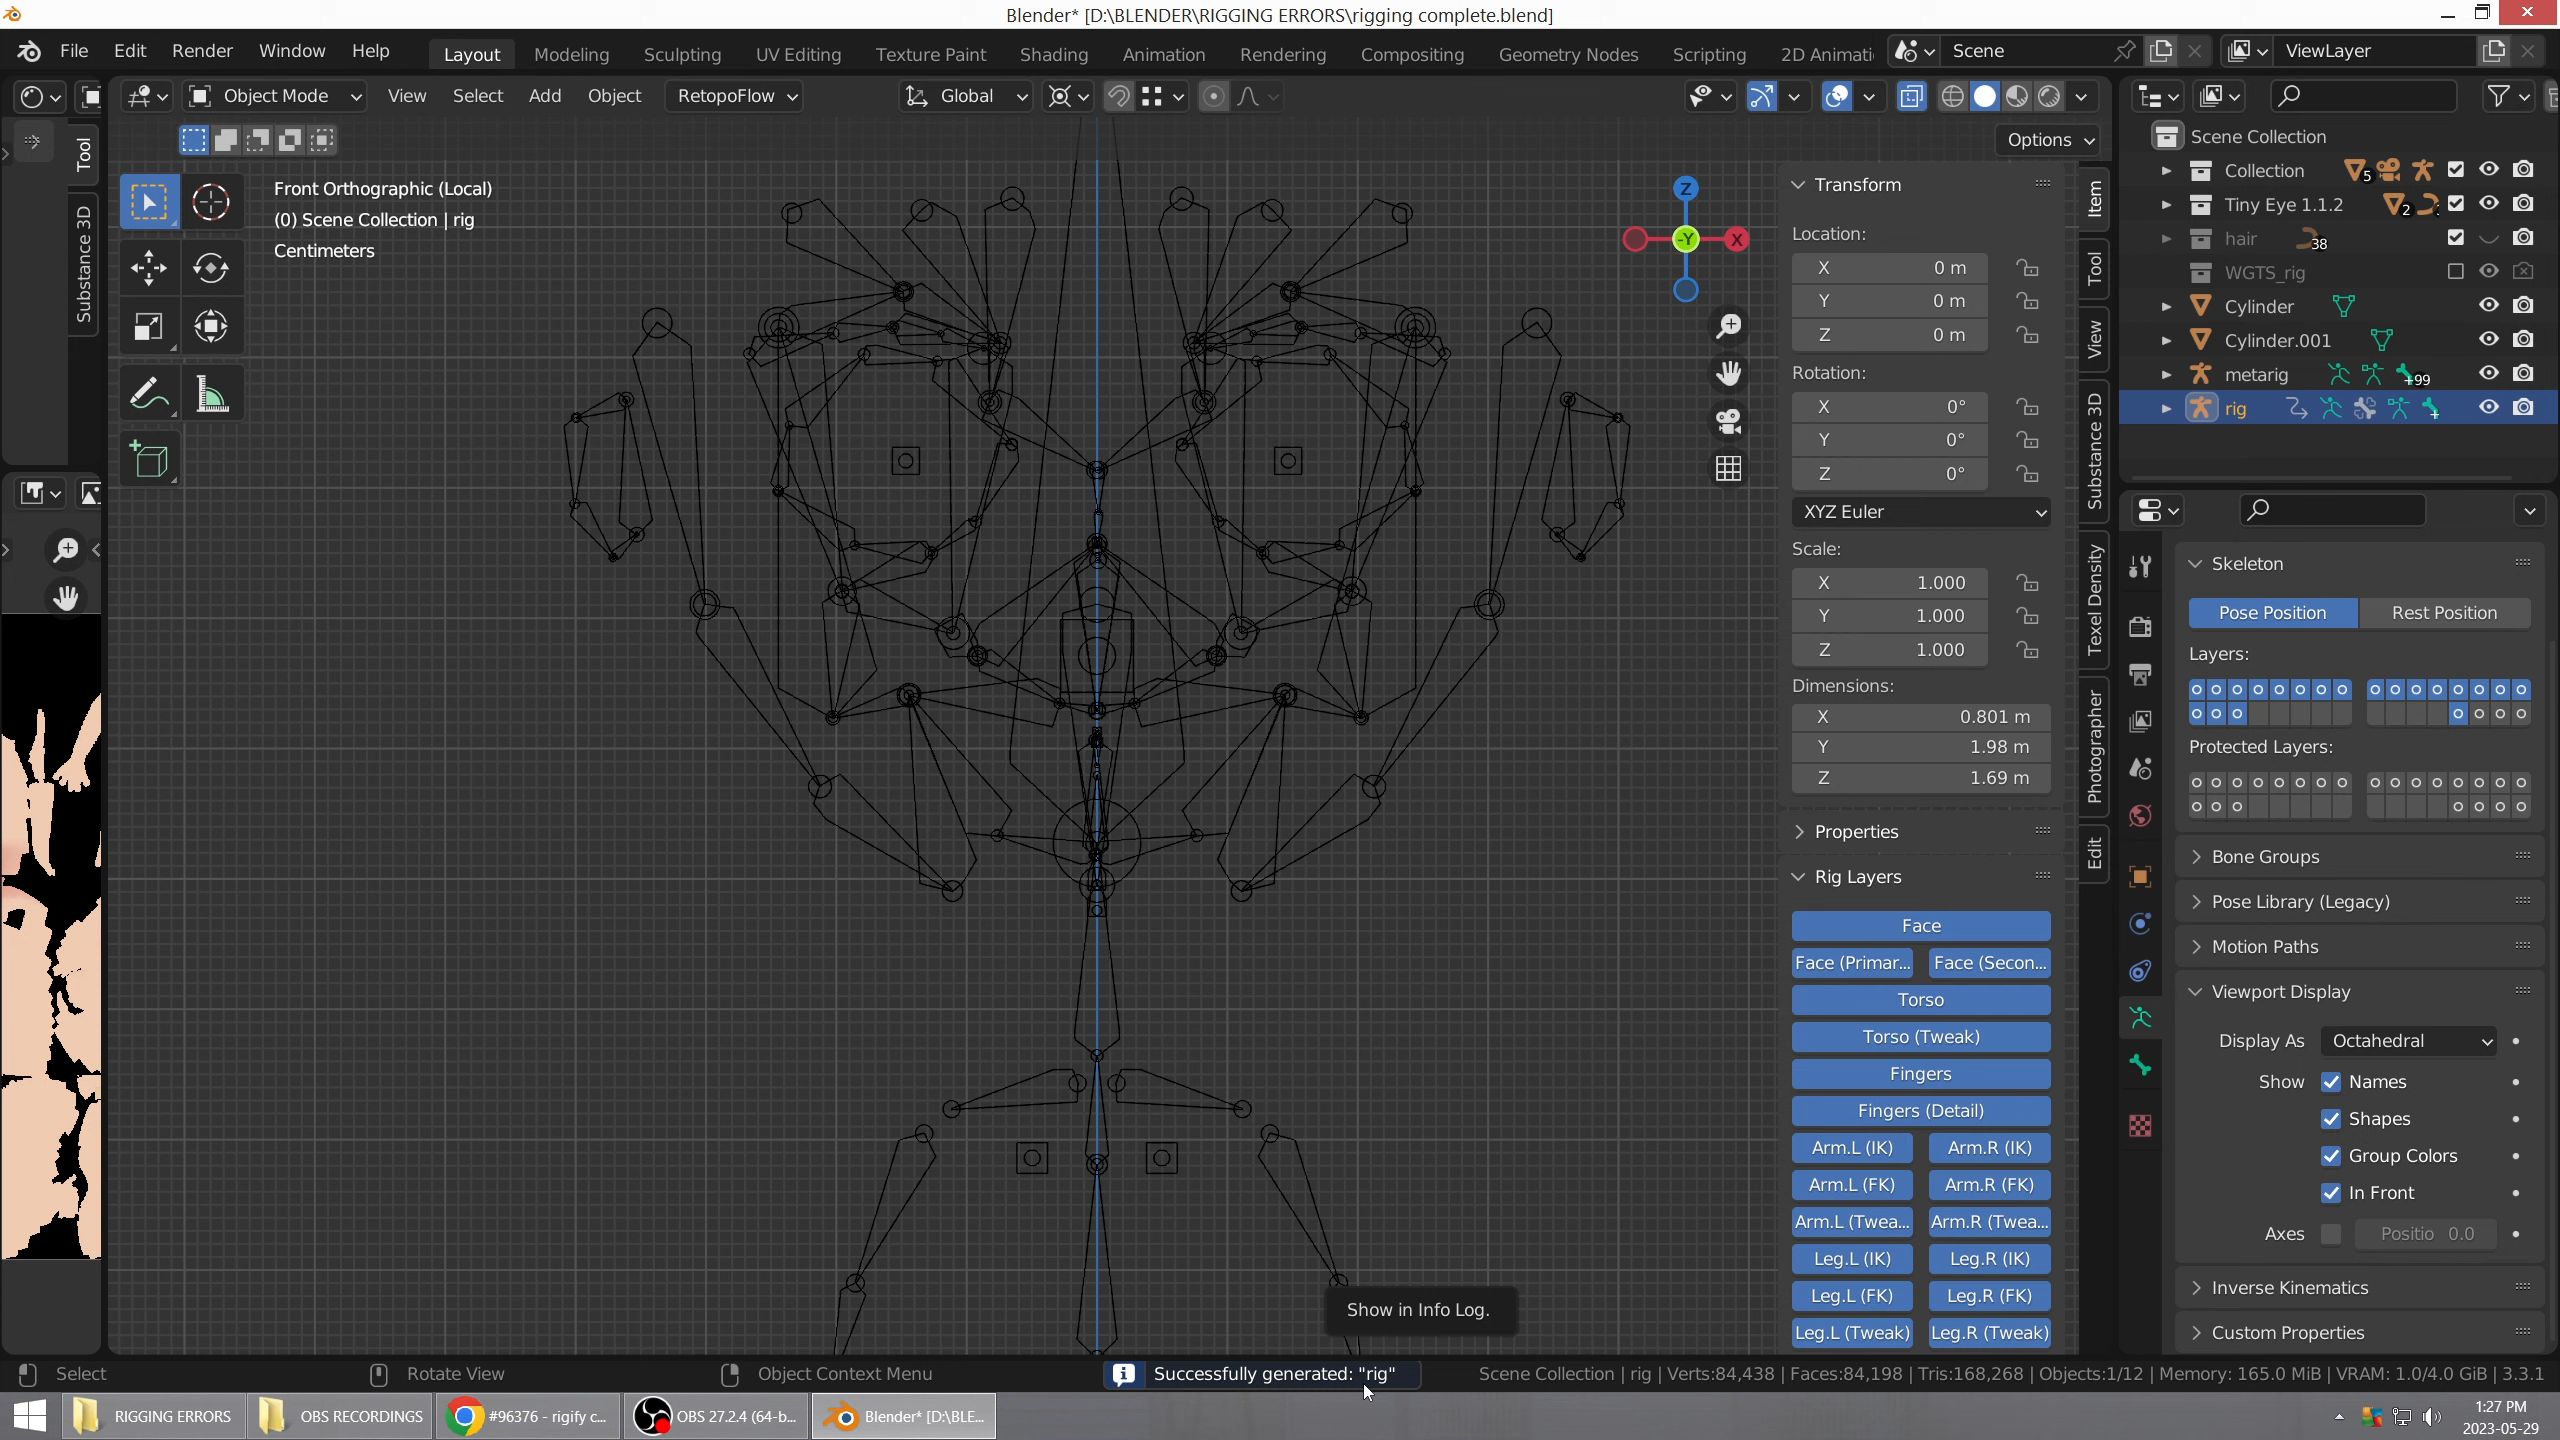 Blender* [D:\BLENDER\RIGGING ERRORS\rigging complete.blend]
File Edit Render Window Help
Layout Modeling Sculpting UV Editing Texture Paint Shading Animation Rendering Compositing Geometry Nodes Scripting 2D Animati
Scene
ViewLayer
Object Mode View Select Add Object RetopoFlow
Global
Options
Tool
Substance 3D
Front Orthographic (Local)
(0) Scene Collection | rig
Centimeters
Z
-Y
X
Transform
Location:
X 0 m
Y 0 m
Z 0 m
Rotation:
X 0°
Y 0°
Z 0°
XYZ Euler
Scale:
X 1.000
Y 1.000
Z 1.000
Dimensions:
X 0.801 m
Y 1.98 m
Z 1.69 m
Properties
Rig Layers
Face
Face (Primar... Face (Secon...
Torso
Torso (Tweak)
Fingers
Fingers (Detail)
Arm.L (IK) Arm.R (IK)
Arm.L (FK) Arm.R (FK)
Arm.L (Twea... Arm.R (Twea...
Leg.L (IK) Leg.R (IK)
Leg.L (FK) Leg.R (FK)
Leg.L (Tweak) Leg.R (Tweak)
Item
Tool
View
Substance 3D
Texel Density
Photographer
Edit
Scene Collection
Collection 5
Tiny Eye 1.1.2 2
hair 38
WGTS_rig
Cylinder
Cylinder.001
metarig +99
rig
Skeleton
Pose Position Rest Position
Layers:
Protected Layers:
Bone Groups
Pose Library (Legacy)
Motion Paths
Viewport Display
Display As Octahedral
Show Names
Shapes
Group Colors
In Front
Axes Positio 0.0
Inverse Kinematics
Custom Properties
Show in Info Log.
Select Rotate View Object Context Menu
Successfully generated: "rig"
Scene Collection | rig | Verts:84,438 | Faces:84,198 | Tris:168,268 | Objects:1/12 | Memory: 165.0 MiB | VRAM: 1.0/4.0 GiB | 3.3.1
RIGGING ERRORS
OBS RECORDINGS
#96376 - rigify c...
OBS 27.2.4 (64-b...
Blender* [D:\BLE...
1:27 PM
2023-05-29